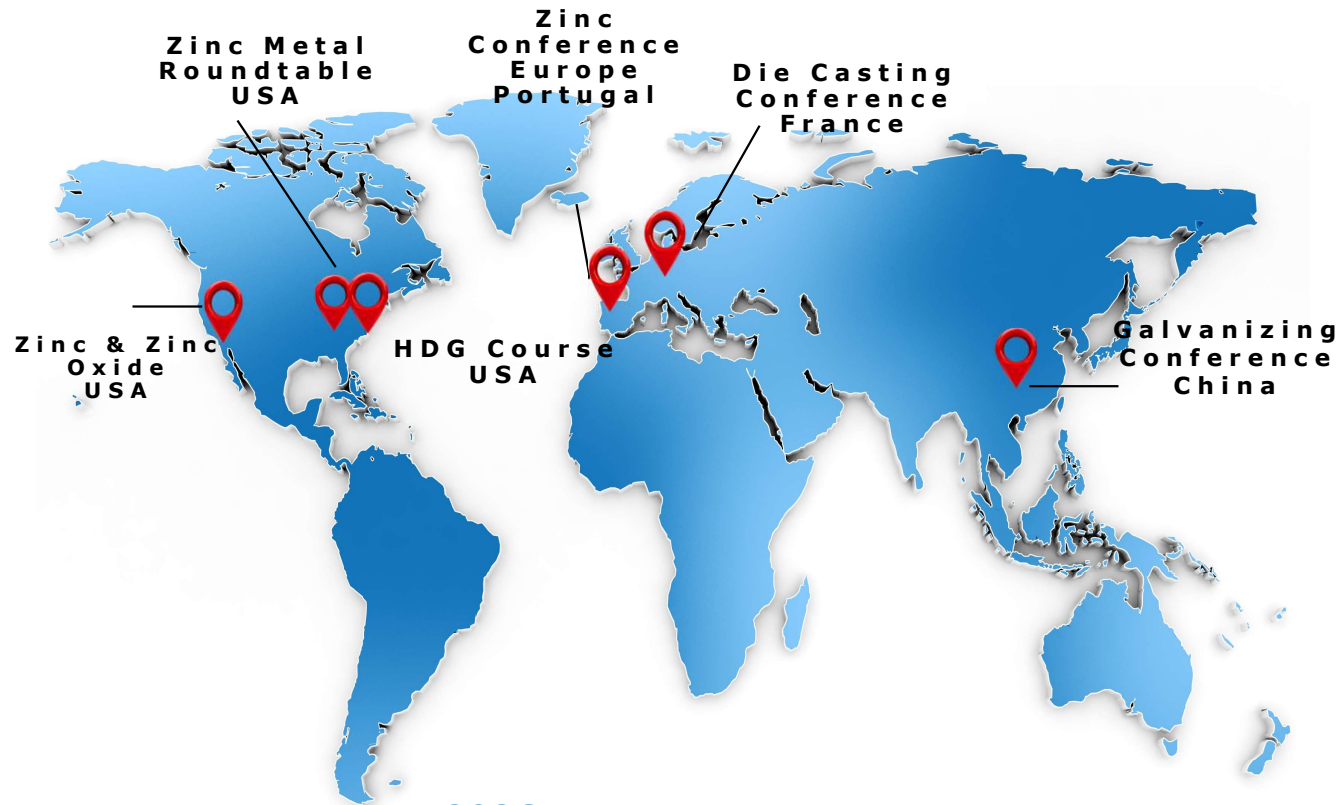 Zinc Metal
Roundtable
USA
Zinc
Conference
Europe
Portugal
Die Casting
Conference
France
Zinc & Zinc
Oxide
USA
HDG Course
USA
Galvanizing
Conference
China